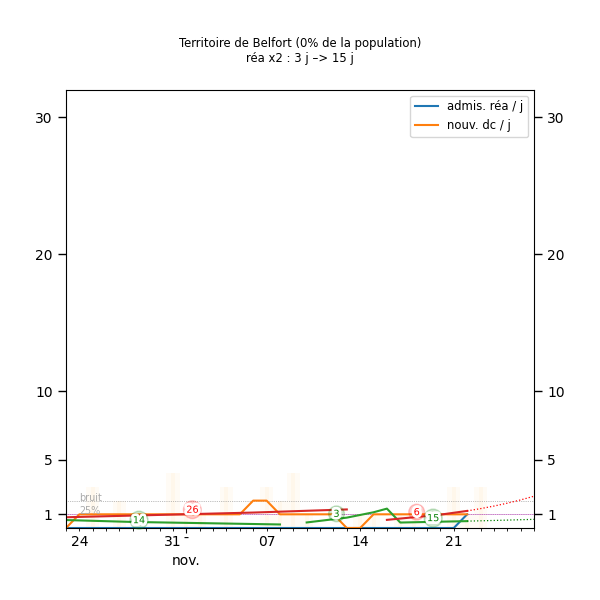 Territoire de Belfort (0% de la population)
réa x2 : 3 j –> 15 j
admis. réa / j
nouv. dc / j
30 30
20 20
10 10
5 5
bruit
25%
1 1
14 26 3 6 15
24 31 - 07 14 21
nov.